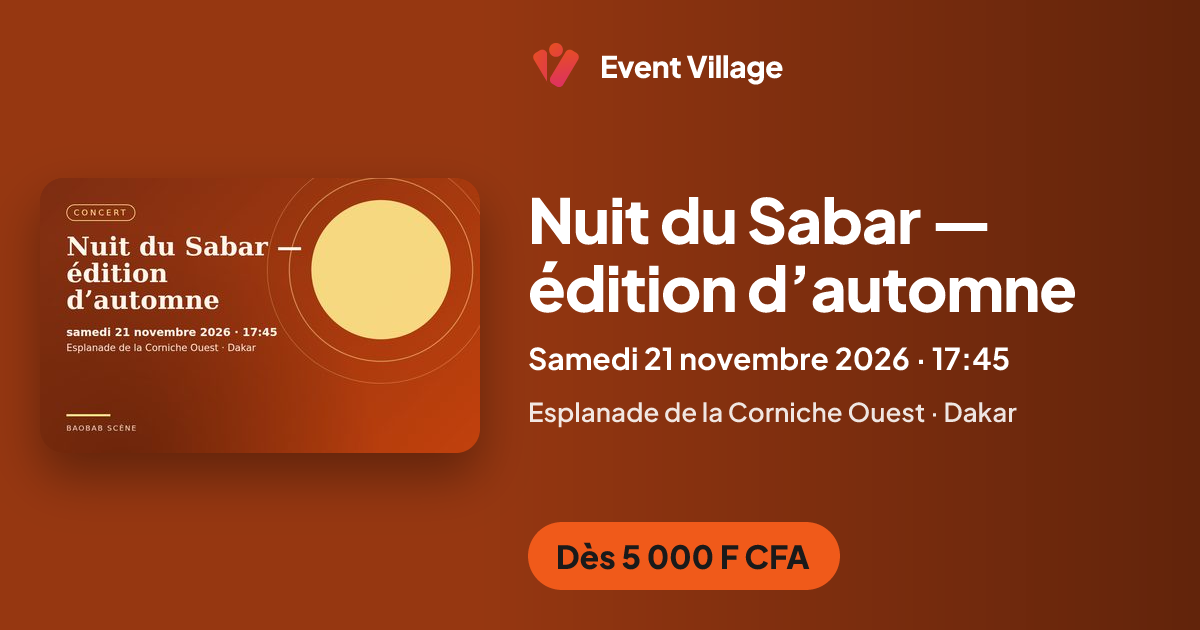 Event Village
CONCERT
Nuit du Sabar —
édition
d’automne
samedi 21 novembre 2026 · 17:45
Esplanade de la Corniche Ouest · Dakar
BAOBAB SCÈNE
Nuit du Sabar —
édition d’automne
Samedi 21 novembre 2026 · 17:45
Esplanade de la Corniche Ouest · Dakar
Dès 5 000 F CFA